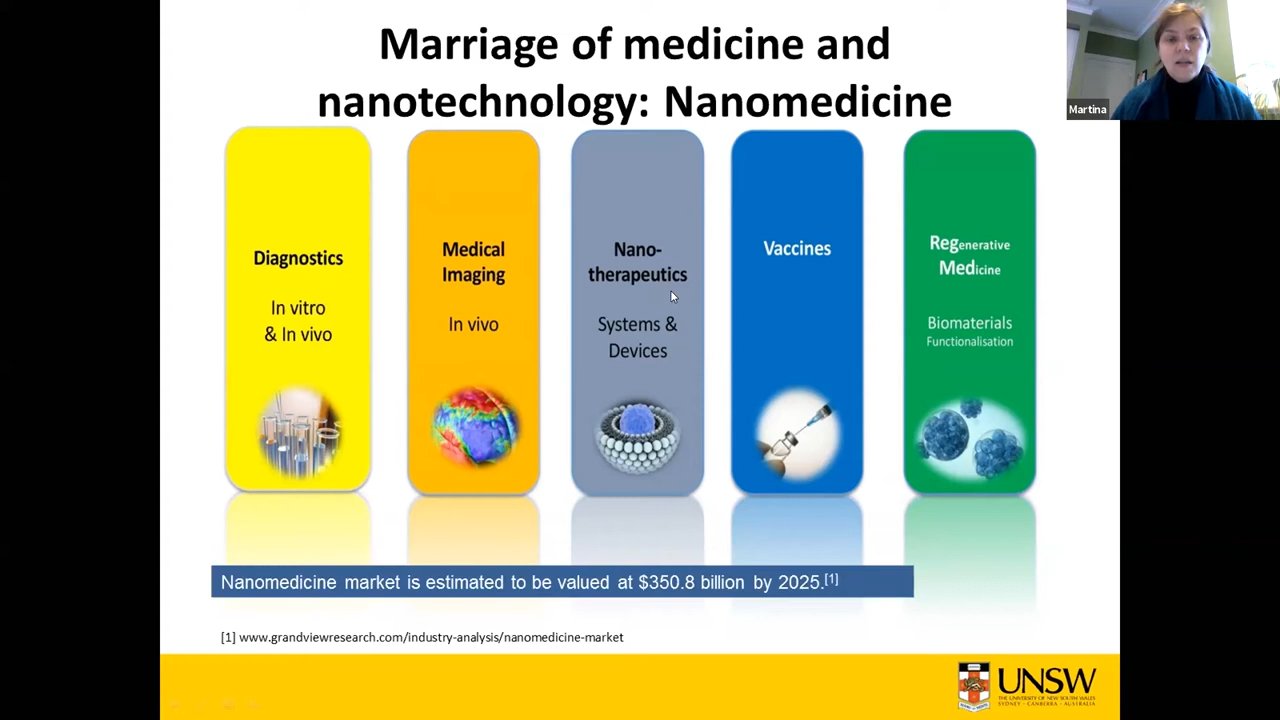 Marriage of medicine and
nanotechnology: Nanomedicine
Martina
Diagnostics
In vitro
& In vivo
Medical
Imaging
In vivo
Nano-
therapeutics
Systems &
Devices
Vaccines
Regenerative
Medicine
Biomaterials
Functionalisation
Nanomedicine market is estimated to be valued at $350.8 billion by 2025.[1]
[1] www.grandviewresearch.com/industry-analysis/nanomedicine-market
UNSW
THE UNIVERSITY OF NEW SOUTH WALES
SYDNEY · CANBERRA · AUSTRALIA